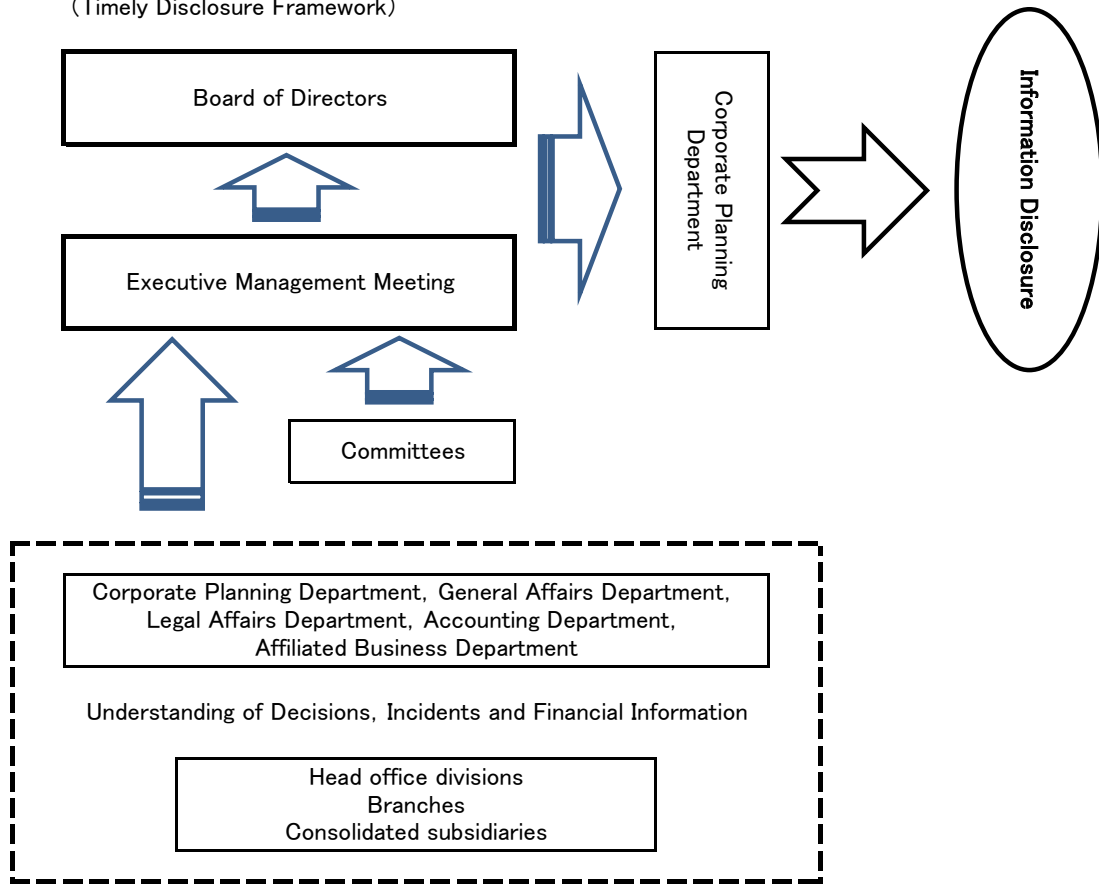 (Timely Disclosure Framework)
Board of Directors
Executive Management Meeting
Committees
Corporate Planning
Department
Information Disclosure
Corporate Planning Department, General Affairs Department,
Legal Affairs Department, Accounting Department,
Affiliated Business Department
Understanding of Decisions, Incidents and Financial Information
Head office divisions
Branches
Consolidated subsidiaries